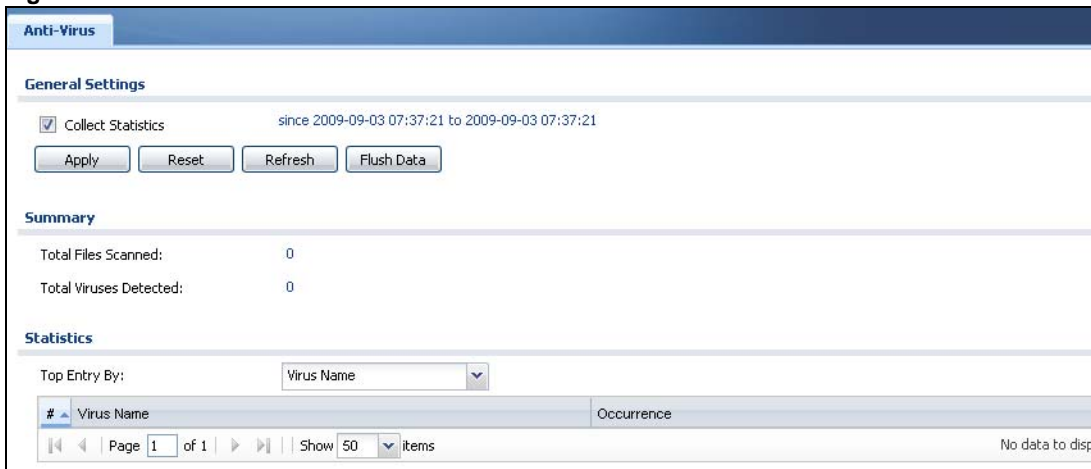 Anti-Virus
General Settings
Collect Statistics since 2009-09-03 07:37:21 to 2009-09-03 07:37:21
Apply Reset Refresh Flush Data
Summary
Total Files Scanned: 0
Total Viruses Detected: 0
Statistics
Top Entry By: Virus Name
# Virus Name Occurrence
Page 1 of 1 Show 50 items No data to